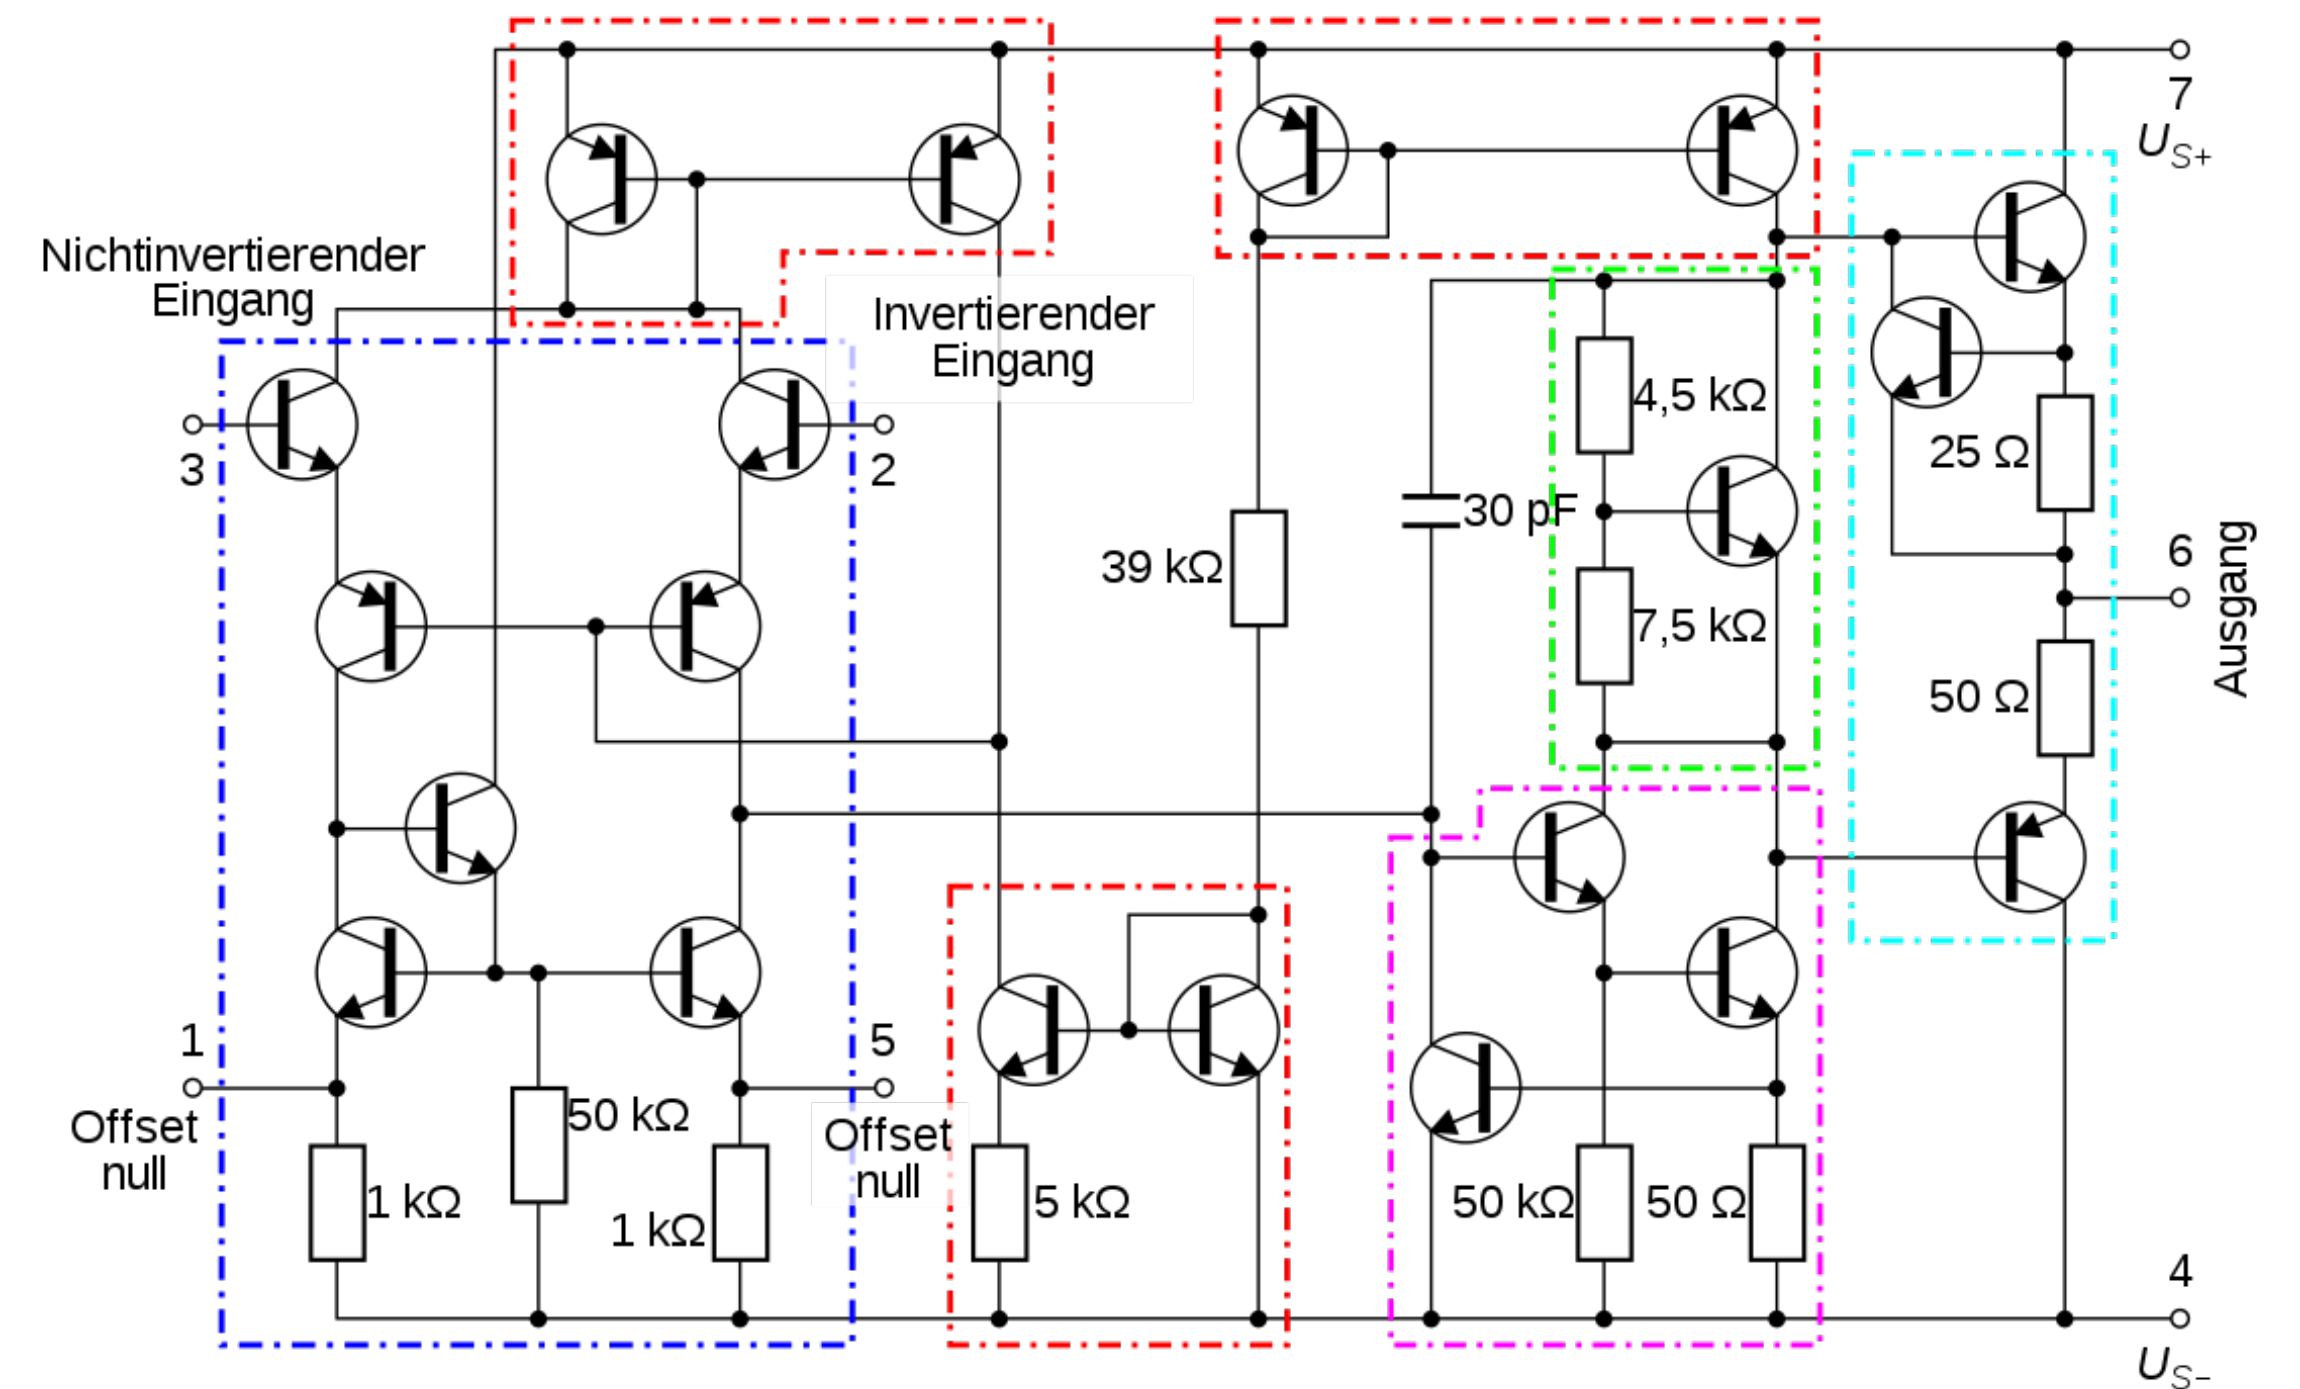 7
U S+
Nichtinvertierender
Eingang
Invertierender
Eingang
3
2
4,5 kΩ
25 Ω
30 pF
39 kΩ
6
Ausgang
7,5 kΩ
50 Ω
1
5
Offset
null
50 kΩ
Offset
null
1 kΩ
1 kΩ
5 kΩ
50 kΩ
50 Ω
4
U S−